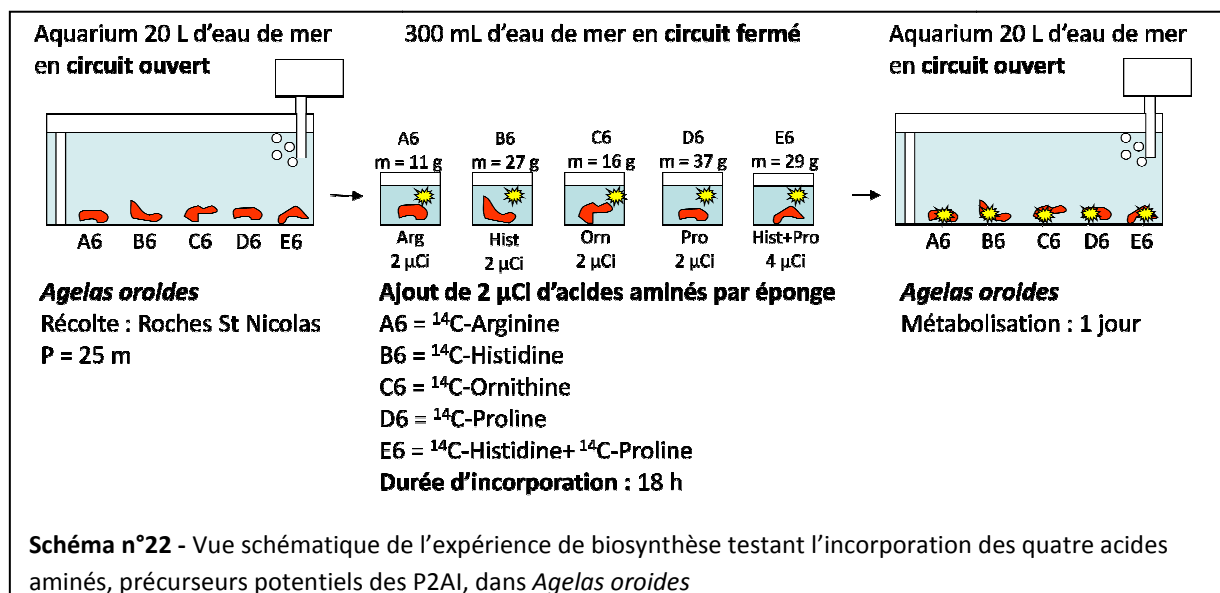 Aquarium 20 L d'eau de mer
en circuit ouvert
300 mL d'eau de mer en circuit fermé
Aquarium 20 L d'eau de mer
en circuit ouvert
A6 B6 C6 D6 E6
m = 11 g m = 27 g m = 16 g m = 37 g m = 29 g
Arg Hist Orn Pro Hist+Pro
2 µCi 2 µCi 2 µCi 2 µCi 4 µCi
A6 B6 C6 D6 E6
A6 B6 C6 D6 E6
Agelas oroides
Récolte : Roches St Nicolas
P = 25 m
Ajout de 2 µCi d'acides aminés par éponge
A6 = ¹⁴C-Arginine
B6 = ¹⁴C-Histidine
C6 = ¹⁴C-Ornithine
D6 = ¹⁴C-Proline
E6 = ¹⁴C-Histidine+ ¹⁴C-Proline
Durée d'incorporation : 18 h
Agelas oroides
Métabolisation : 1 jour
Schéma n°22 - Vue schématique de l'expérience de biosynthèse testant l'incorporation des quatre acides
aminés, précurseurs potentiels des P2AI, dans Agelas oroides